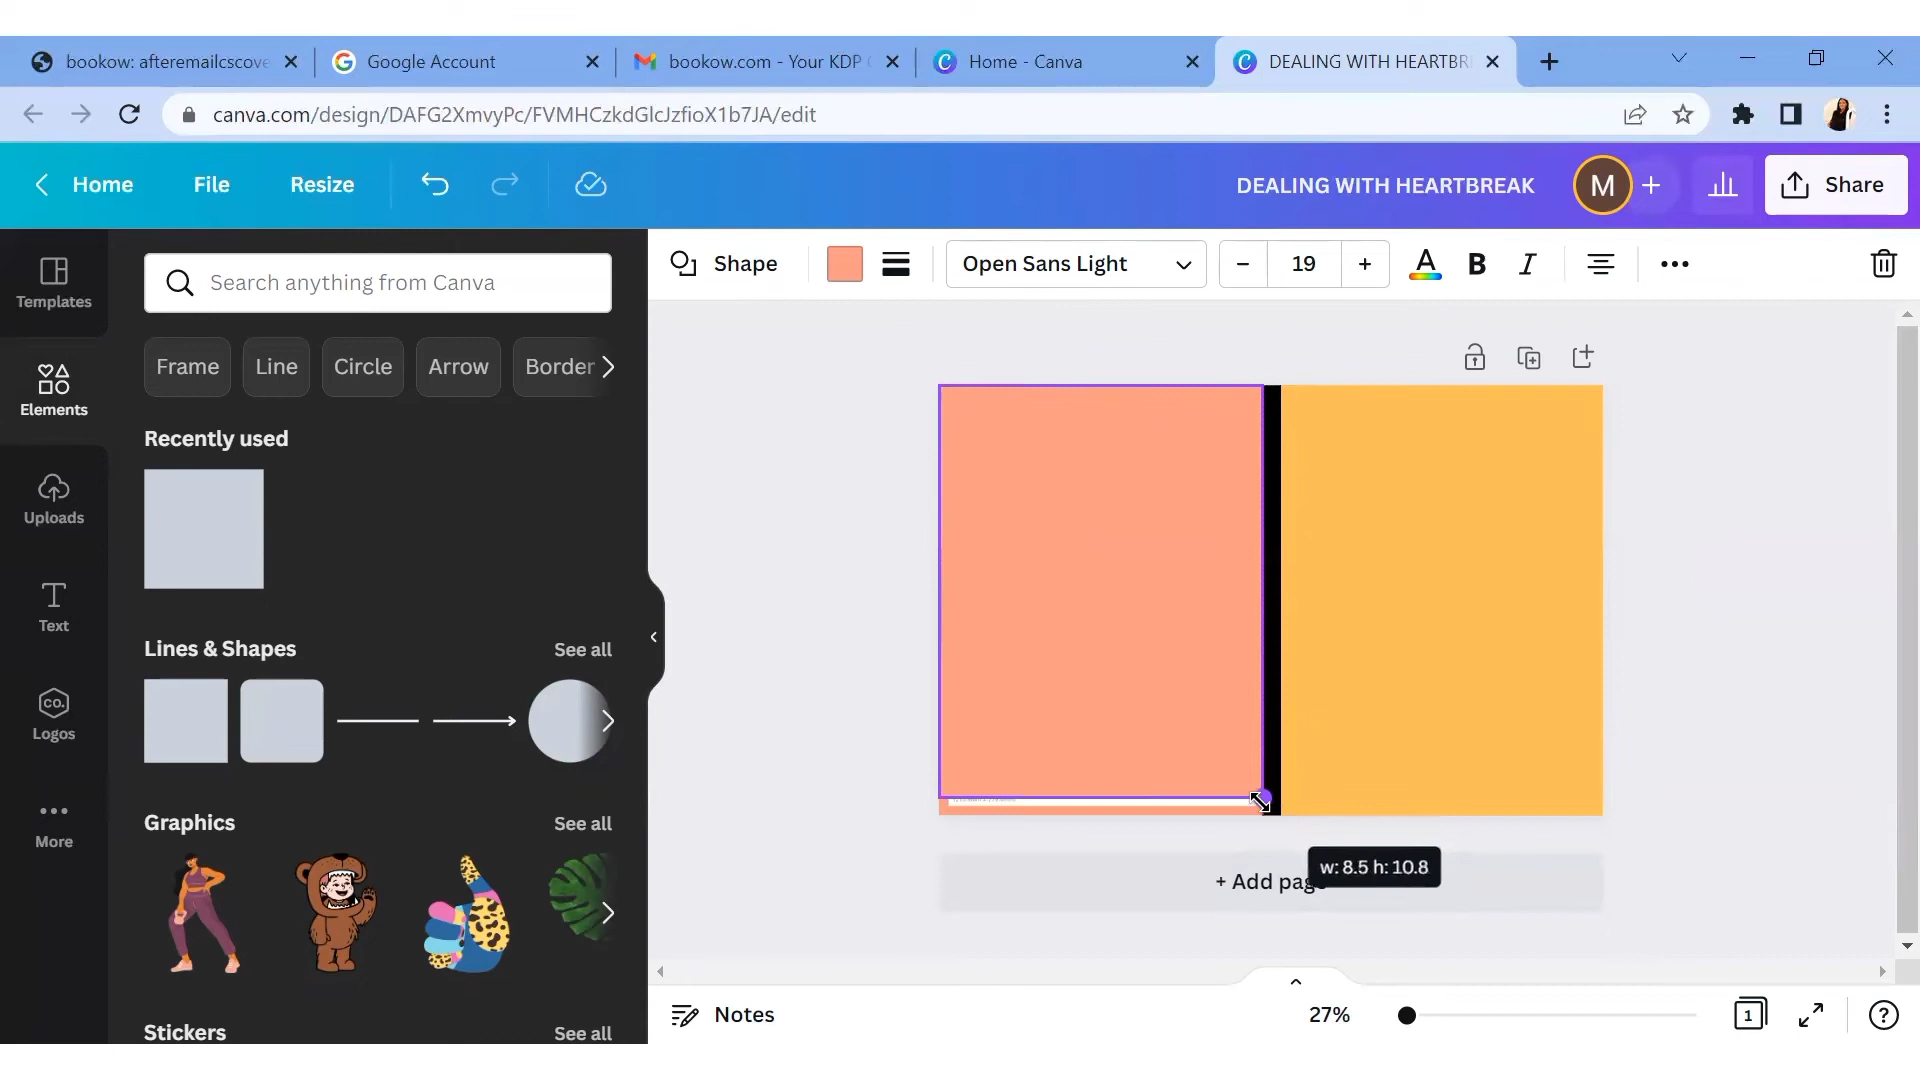 bookow: afteremailcscove
Google Account
bookow.com - Your KDP
Home - Canva
DEALING WITH HEARTBR
canva.com/design/DAFG2XmvyPc/FVMHCzkdGlcJzfioX1b7JA/edit
Home
File
Resize
DEALING WITH HEARTBREAK
M
Share
Templates
Elements
Uploads
Text
CO.
Logos
More
Search anything from Canva
Frame
Line
Circle
Arrow
Border
Recently used
Lines & Shapes
See all
Graphics
See all
Stickers
See all
Shape
Open Sans Light
19
A
B
I
+ Add page
w: 8.5 h: 10.8
Notes
27%
1